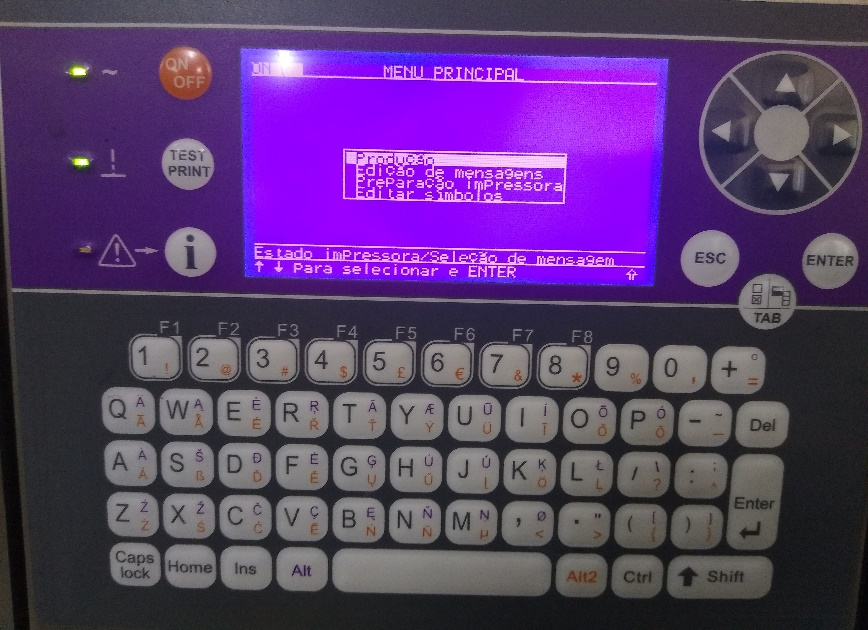 ON
OFF
TEST
PRINT
i
MENU PRINCIPAL
Produção
Edição de mensagens
Preparação impressora
Editar símbolos
Estado impressora/Seleção de mensagem
↑ ↓ Para selecionar e ENTER
ESC
ENTER
TAB
F1 F2 F3 F4 F5 F6 F7 F8
1 ! 2 @ 3 # 4 $ 5 £ 6 € 7 & 8 * 9 % 0 , + ° =
Q W E R T Y U I O P - ~ Del
A S D F G H J K L / \ ? : ;
Z X C V B N M , Ø < . " > ( [ { ) ] }
Enter
Caps
lock
Home Ins Alt Alt2 Ctrl Shift